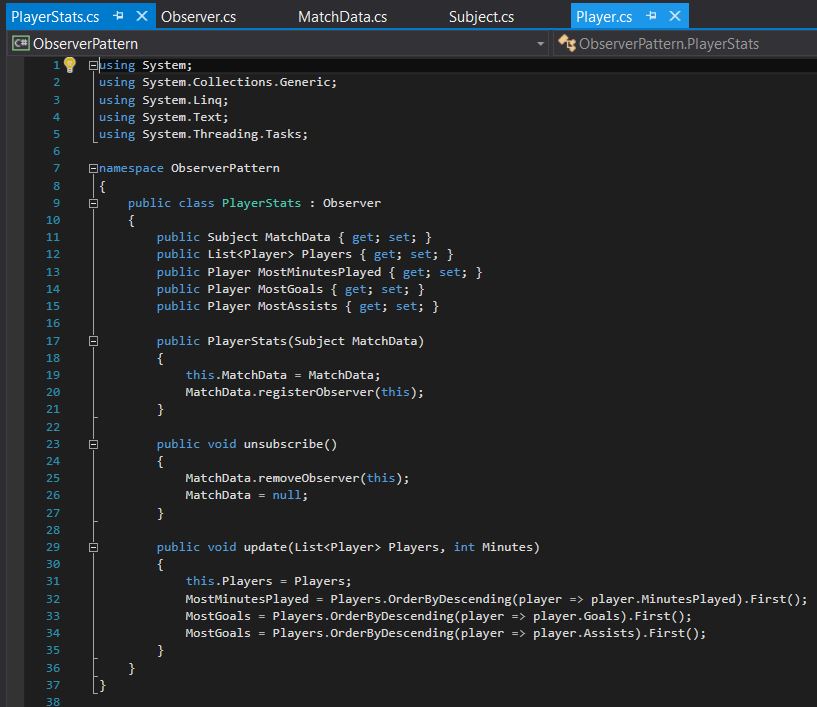 PlayerStats.cs Observer.cs MatchData.cs Subject.cs Player.cs
C# ObserverPattern ObserverPattern.PlayerStats
1 using System;
2 using System.Collections.Generic;
3 using System.Linq;
4 using System.Text;
5 using System.Threading.Tasks;
6
7 namespace ObserverPattern
8 {
9 public class PlayerStats : Observer
10 {
11 public Subject MatchData { get; set; }
12 public List<Player> Players { get; set; }
13 public Player MostMinutesPlayed { get; set; }
14 public Player MostGoals { get; set; }
15 public Player MostAssists { get; set; }
16
17 public PlayerStats(Subject MatchData)
18 {
19 this.MatchData = MatchData;
20 MatchData.registerObserver(this);
21 }
22
23 public void unsubscribe()
24 {
25 MatchData.removeObserver(this);
26 MatchData = null;
27 }
28
29 public void update(List<Player> Players, int Minutes)
30 {
31 this.Players = Players;
32 MostMinutesPlayed = Players.OrderByDescending(player => player.MinutesPlayed).First();
33 MostGoals = Players.OrderByDescending(player => player.Goals).First();
34 MostGoals = Players.OrderByDescending(player => player.Assists).First();
35 }
36 }
37 }
38